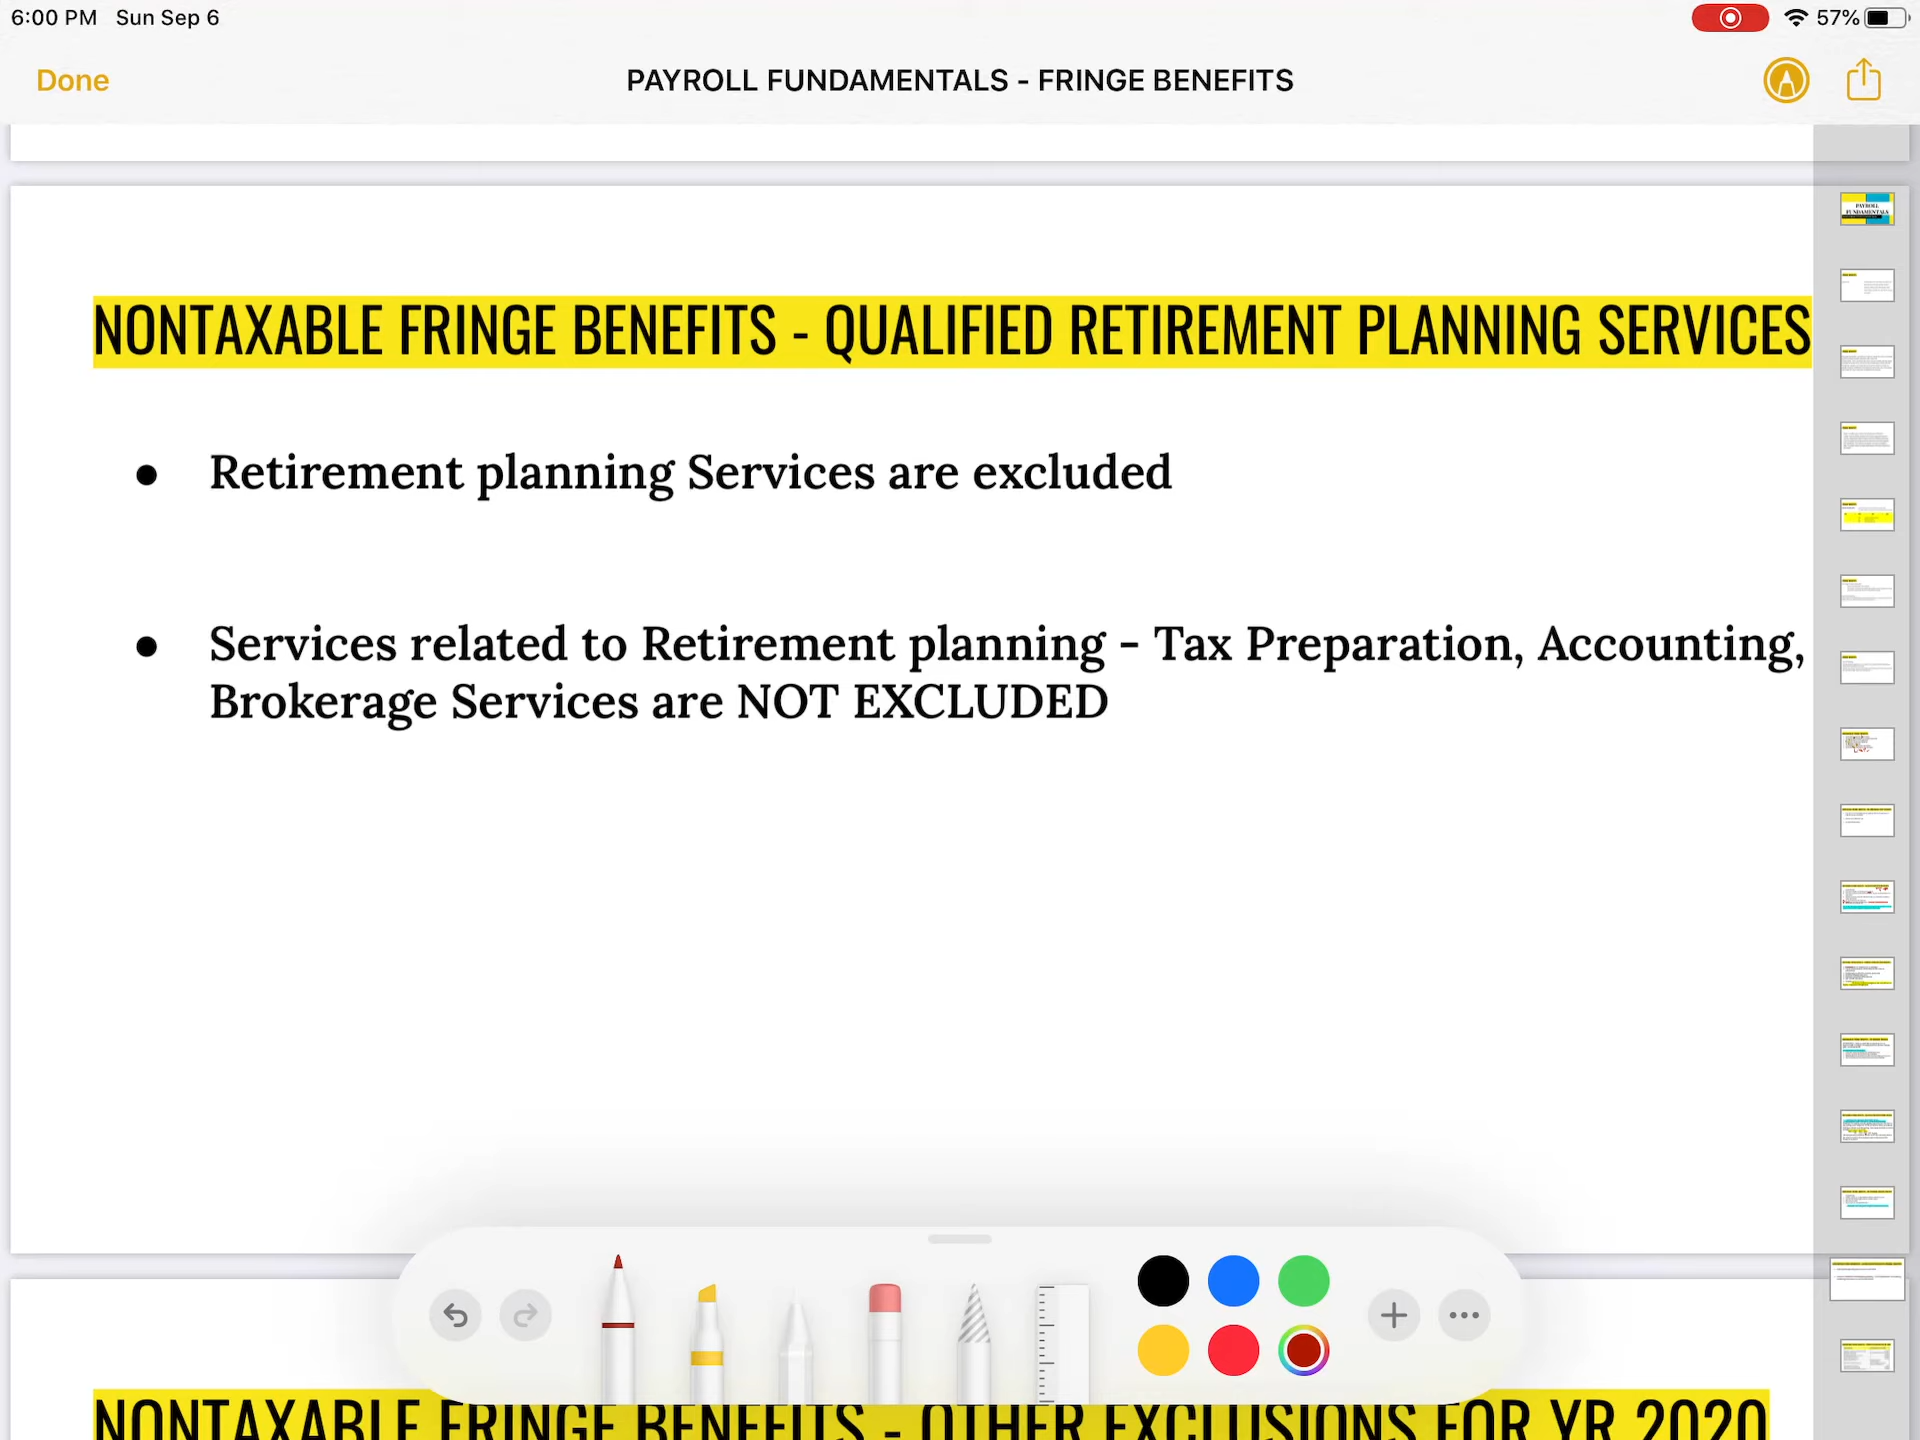 6:00 PM Sun Sep 6
57%
Done
PAYROLL FUNDAMENTALS - FRINGE BENEFITS
NONTAXABLE FRINGE BENEFITS - QUALIFIED RETIREMENT PLANNING SERVICES
● Retirement planning Services are excluded
● Services related to Retirement planning - Tax Preparation, Accounting,
Brokerage Services are NOT EXCLUDED
NONTAXABLE FRINGE BENEFITS - OTHER EXCLUSIONS FOR YR 2020
PAYROLL
FUNDAMENTALS